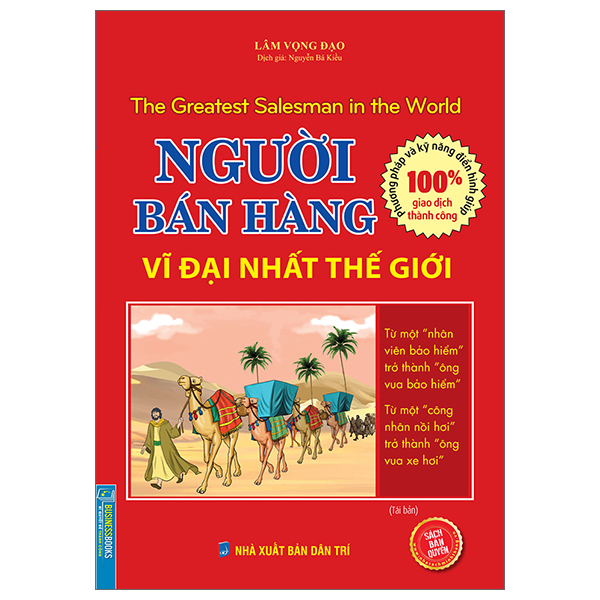 LÂM VỌNG ĐẠO
Dịch giả: Nguyễn Bá Kiều
The Greatest Salesman in the World
NGƯỜI
BÁN HÀNG
VĨ ĐẠI NHẤT THẾ GIỚI
Phương pháp và kỹ năng điển hình giúp
100%
giao dịch
thành công
Từ một “nhân
viên bảo hiểm”
trở thành “ông
vua bảo hiểm”
Từ một “công
nhân nồi hơi”
trở thành “ông
vua xe hơi”
(Tái bản)
BUSINESSBOOKS
NHÀ XUẤT BẢN DÂN TRÍ
SÁCH BẢN
QUYỀN